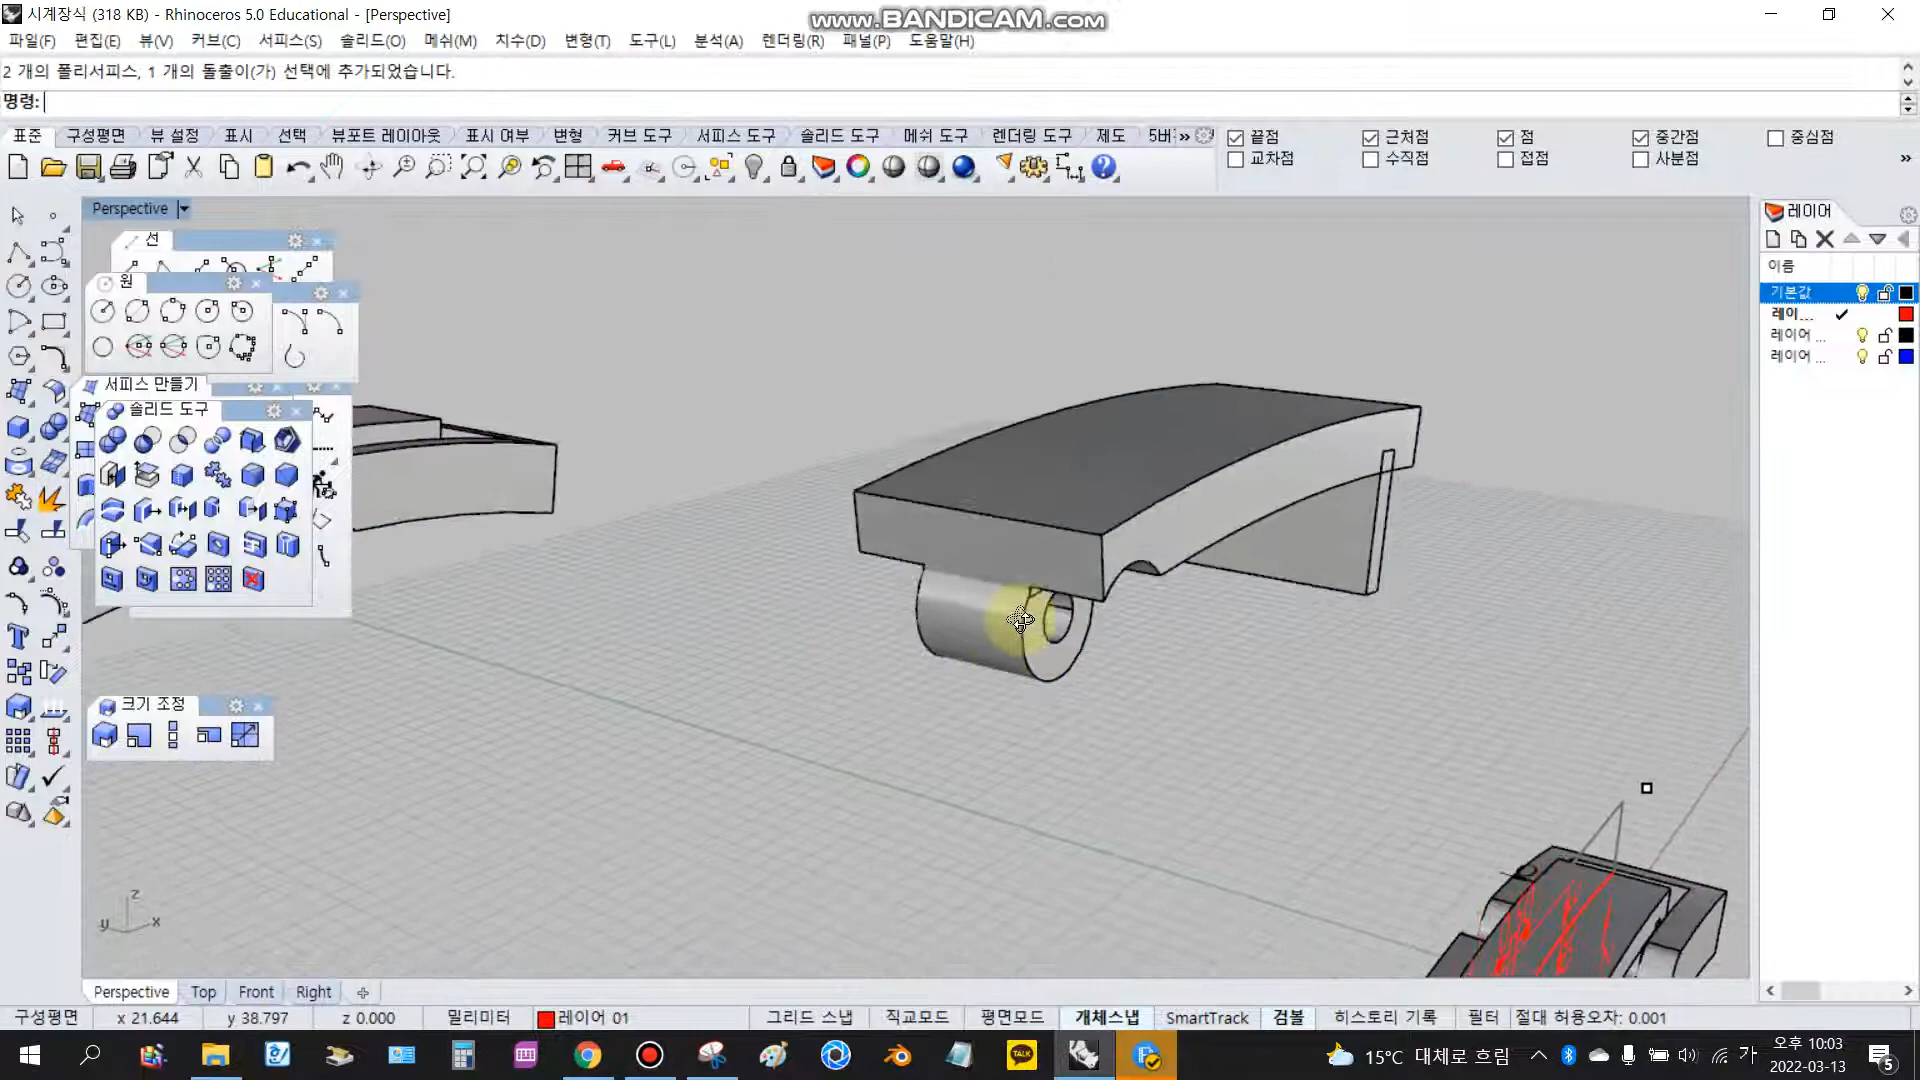 시계장식 (318 KB) - Rhinoceros 5.0 Educational - [Perspective]
www.BANDICAM.com
파일(F) 편집(E) 뷰(V) 커브(C) 서피스(S) 솔리드(O) 메쉬(M) 치수(D) 변형(T) 도구(L) 분석(A) 렌더링(R) 패널(P) 도움말(H)
2 개의 폴리서피스, 1 개의 돌출이(가) 선택에 추가되었습니다.
명령:
표준 구성평면 뷰 설정 표시 선택 뷰포트 레이아웃 표시 여부 변형 커브 도구 서피스 도구 솔리드 도구 메쉬 도구 렌더링 도구 제도 5버 »
끝점 근처점 점 중간점 중심점
교차점 수직점 접점 사분점 »
Perspective
레이어
선
원
이름
기본값
레이...
레이어 ...
레이어 ...
서피스 만들기
솔리드 도구
크기 조정
z
y x
Perspective Top Front Right
구성평면 x 21.644 y 38.797 z 0.000 밀리미터 레이어 01 그리드 스냅 직교모드 평면모드 개체스냅 SmartTrack 검볼 히스토리 기록 필터 절대 허용오차: 0.001
TALK
15°C 대체로 흐림
가
오후 10:03
2022-03-13
5